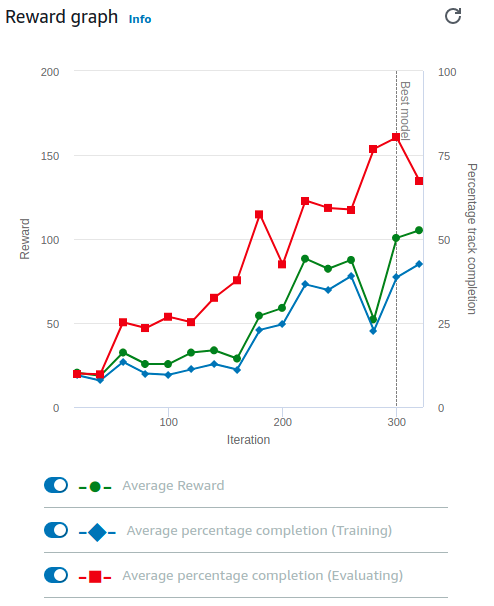 Reward graph Info
200 100
Best model
150 75
Reward
Percentage track completion
100 50
50 25
0 0
100 200 300
Iteration
Average Reward
Average percentage completion (Training)
Average percentage completion (Evaluating)